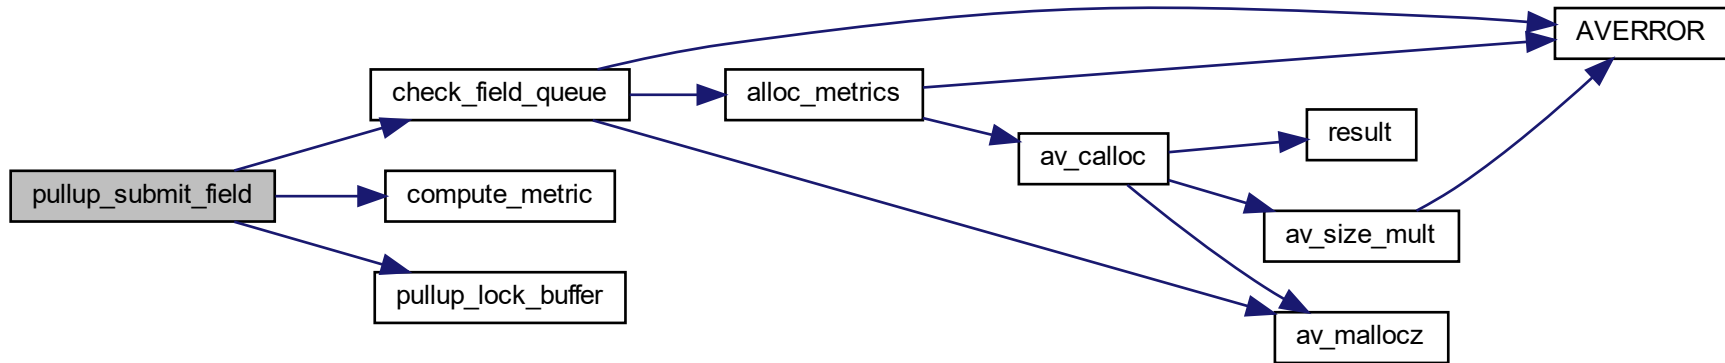 pullup_submit_field
check_field_queue
compute_metric
pullup_lock_buffer
alloc_metrics
av_calloc
AVERROR
result
av_size_mult
av_mallocz